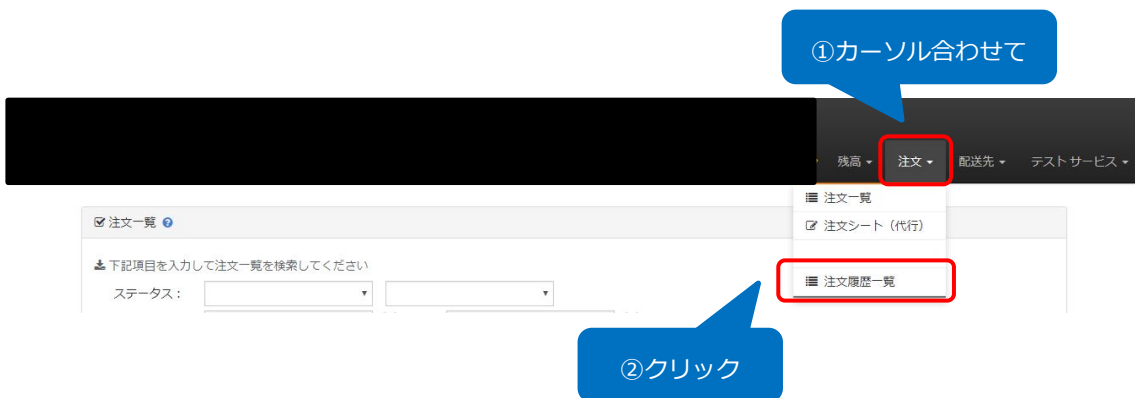 ①カーソル合わせて
残高 注文 配送先 テストサービス
注文一覧
注文シート（代行）
注文履歴一覧
注文一覧
下記項目を入力して注文一覧を検索してください
ステータス：
②クリック